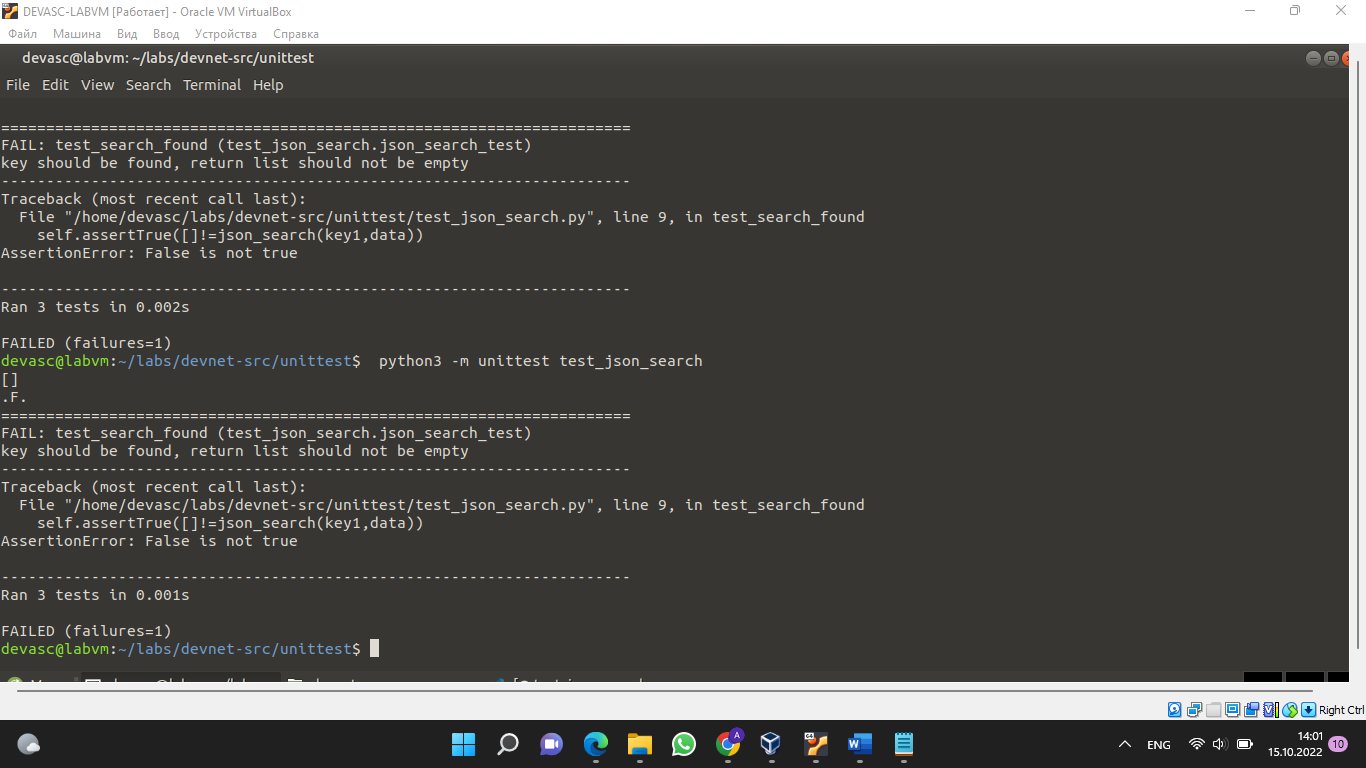 DEVASC-LABVM [Работает] - Oracle VM VirtualBox
Файл Машина Вид Ввод Устройства Справка
devasc@labvm: ~/labs/devnet-src/unittest
File Edit View Search Terminal Help
======================================================================
FAIL: test_search_found (test_json_search.json_search_test)
key should be found, return list should not be empty
----------------------------------------------------------------------
Traceback (most recent call last):
  File "/home/devasc/labs/devnet-src/unittest/test_json_search.py", line 9, in test_search_found
    self.assertTrue([]!=json_search(key1,data))
AssertionError: False is not true
----------------------------------------------------------------------
Ran 3 tests in 0.002s
FAILED (failures=1)
devasc@labvm:~/labs/devnet-src/unittest$  python3 -m unittest test_json_search
[]
.F.
======================================================================
FAIL: test_search_found (test_json_search.json_search_test)
key should be found, return list should not be empty
----------------------------------------------------------------------
Traceback (most recent call last):
  File "/home/devasc/labs/devnet-src/unittest/test_json_search.py", line 9, in test_search_found
    self.assertTrue([]!=json_search(key1,data))
AssertionError: False is not true
----------------------------------------------------------------------
Ran 3 tests in 0.001s
FAILED (failures=1)
devasc@labvm:~/labs/devnet-src/unittest$
Right Ctrl
ENG
14:01
15.10.2022
10